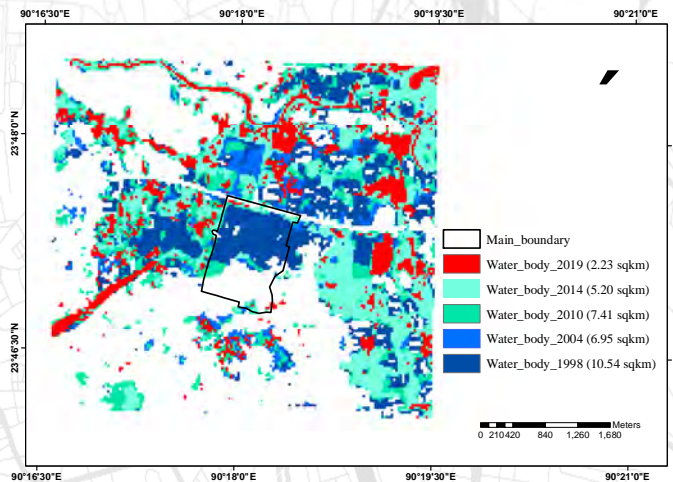 90°16'30"E 90°18'0"E 90°19'30"E 90°21'0"E
23°48'0"N
23°46'30"N
Main_boundary
Water_body_2019 (2.23 sqkm)
Water_body_2014 (5.20 sqkm)
Water_body_2010 (7.41 sqkm)
Water_body_2004 (6.95 sqkm)
Water_body_1998 (10.54 sqkm)
Meters
0 210 420 840 1,260 1,680
90°16'30"E 90°18'0"E 90°19'30"E 90°21'0"E